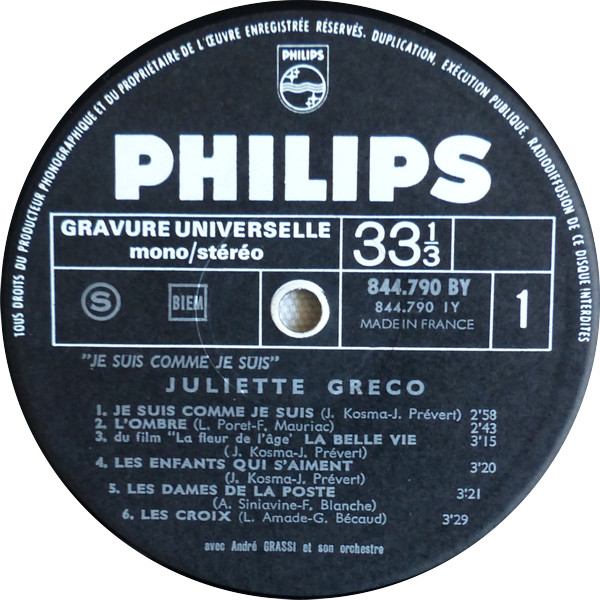 TOUS DROITS DU PRODUCTEUR PHONOGRAPHIQUE ET DU PROPRIÉTAIRE DE L'ŒUVRE ENREGISTRÉE RÉSERVÉS. DUPLICATION, EXÉCUTION PUBLIQUE, RADIODIFFUSION DE CE DISQUE INTERDITES
PHILIPS
PHILIPS
GRAVURE UNIVERSELLE
mono/stéréo
33 1/3
S
BIEM
844.790 BY
844.790 IY
MADE IN FRANCE
1
"JE SUIS COMME JE SUIS"
JULIETTE GRECO
1. JE SUIS COMME JE SUIS (J. Kosma-J. Prévert) 2'58
2. L'OMBRE (L. Poret-F. Mauriac) 2'43
3. du film "La fleur de l'âge' LA BELLE VIE 3'15
(J. Kosma-J. Prévert)
4. LES ENFANTS QUI S'AIMENT 3'20
(J. Kosma-J. Prévert)
5. LES DAMES DE LA POSTE 3'21
(A. Siniavine-F. Blanche)
6. LES CROIX (L. Amade-G. Bécaud) 3'29
avec André GRASSI et son orchestre